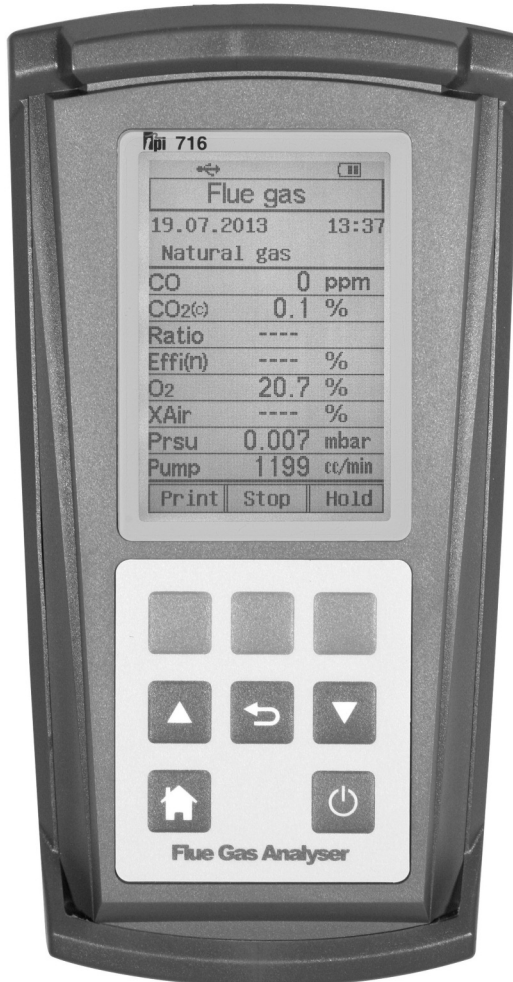 tpi 716
Flue gas
19.07.2013 13:37
Natural gas
CO 0 ppm
CO2(c) 0.1 %
Ratio ----
Effi(n) ---- %
O2 20.7 %
XAir ---- %
Prsu 0.007 mbar
Pump 1199 cc/min
Print Stop Hold
Flue Gas Analyser